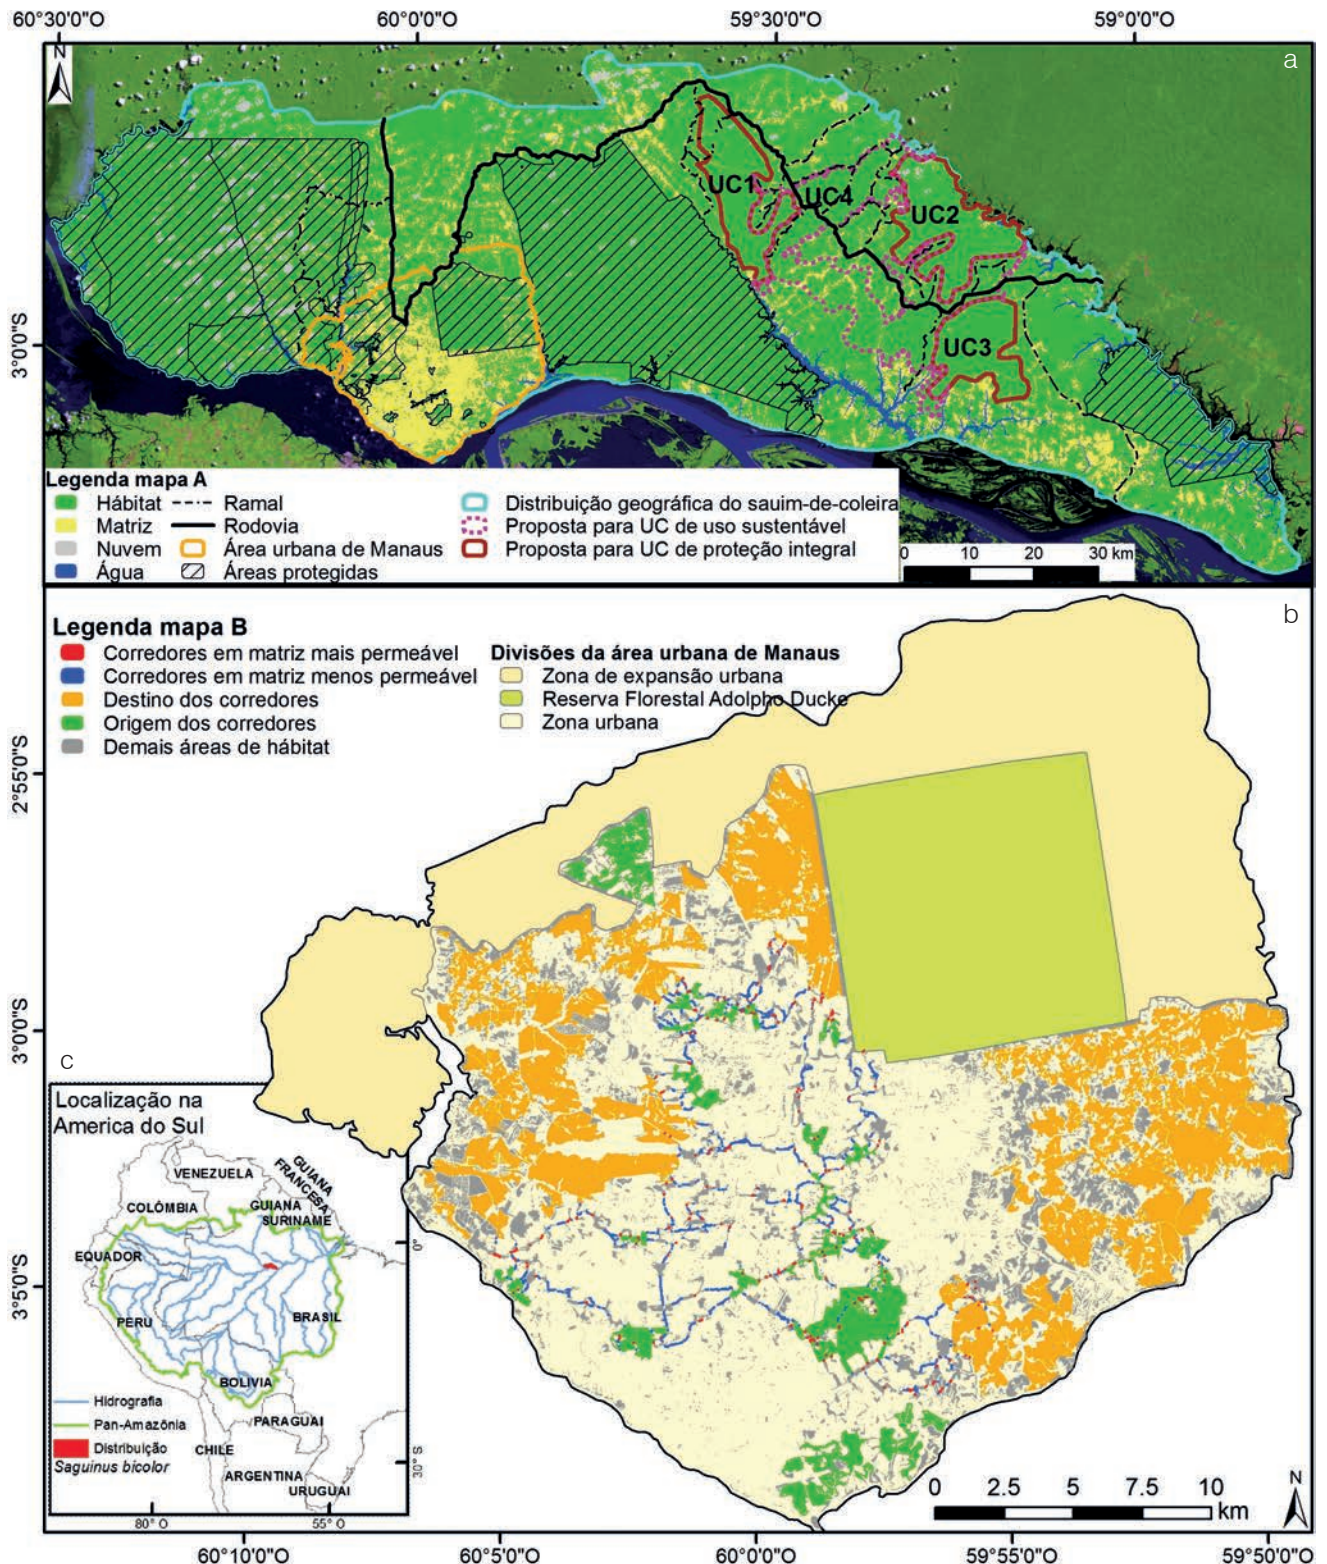 60°30'0"O 60°0'0"O 59°30'0"O 59°0'0"O
N
a
UC1
UC4
UC2
UC3
3°0'0"S
Legenda mapa A
Hábitat
Matriz
Nuvem
Água
Ramal
Rodovia
Área urbana de Manaus
Áreas protegidas
Distribuição geográfica do sauim-de-coleira
Proposta para UC de uso sustentável
Proposta para UC de proteção integral
0 10 20 30 km
b
Legenda mapa B
Corredores em matriz mais permeável
Corredores em matriz menos permeável
Destino dos corredores
Origem dos corredores
Demais áreas de hábitat
Divisões da área urbana de Manaus
Zona de expansão urbana
Reserva Florestal Adolpho Ducke
Zona urbana
2°55'0"S
3°0'0"S
3°5'0"S
c
Localização na
America do Sul
VENEZUELA
GUIANA
FRANCESA
COLÔMBIA
GUIANA
SURINAME
EQUADOR
0°
PERU
BRASIL
BOLIVIA
Hidrografia
Pan-Amazônia
Distribuição
Saguinus bicolor
PARAGUAI
CHILE
30° S
ARGENTINA
URUGUAI
80° O 55° O
0 2.5 5 7.5 10
km
N
60°10'0"O 60°5'0"O 60°0'0"O 59°55'0"O 59°50'0"O